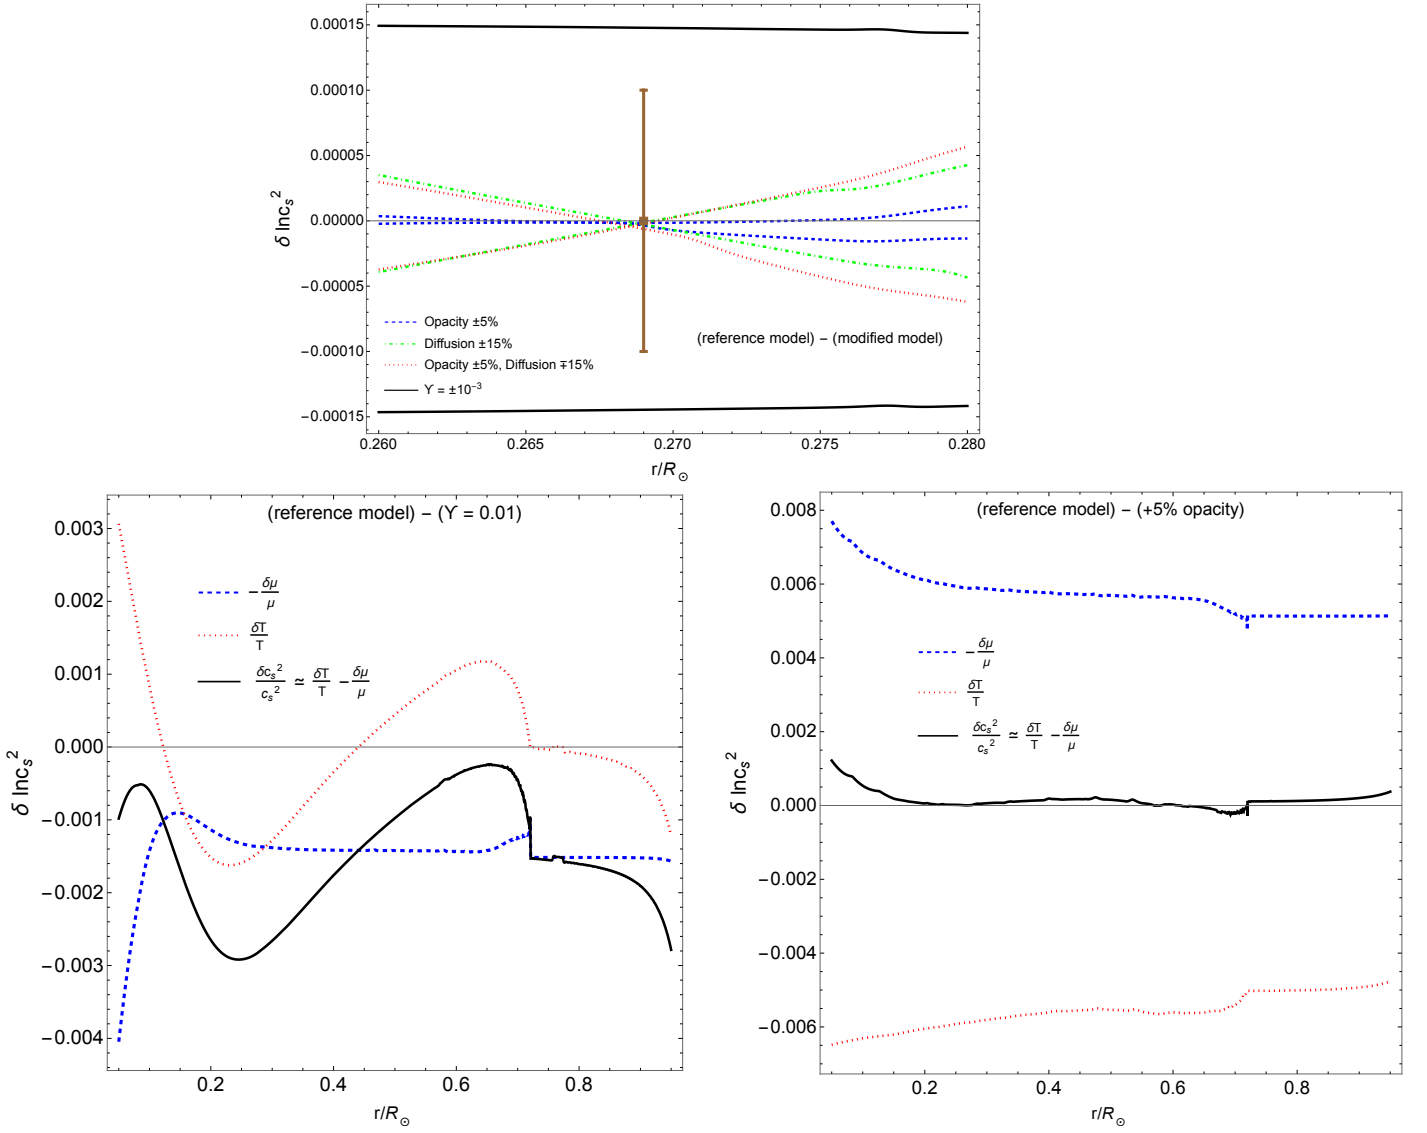 0.00015
0.00010
0.00005
0.00000
−0.00005
−0.00010
−0.00015
δ lnc_s^2
Opacity ±5%
Diffusion ±15%
Opacity ±5%, Diffusion ∓15%
ϒ = ±10^−3
(reference model) − (modified model)
0.260 0.265 0.270 0.275 0.280
r/R_⊙
(reference model) − (ϒ = 0.01)
0.003
0.002
0.001
0.000
−0.001
−0.002
−0.003
−0.004
δ lnc_s^2
−δμ/μ
δT/T
δc_s^2/c_s^2 ≃ δT/T − δμ/μ
0.2 0.4 0.6 0.8
r/R_⊙
(reference model) − (+5% opacity)
0.008
0.006
0.004
0.002
0.000
−0.002
−0.004
−0.006
δ lnc_s^2
−δμ/μ
δT/T
δc_s^2/c_s^2 ≃ δT/T − δμ/μ
0.2 0.4 0.6 0.8
r/R_⊙